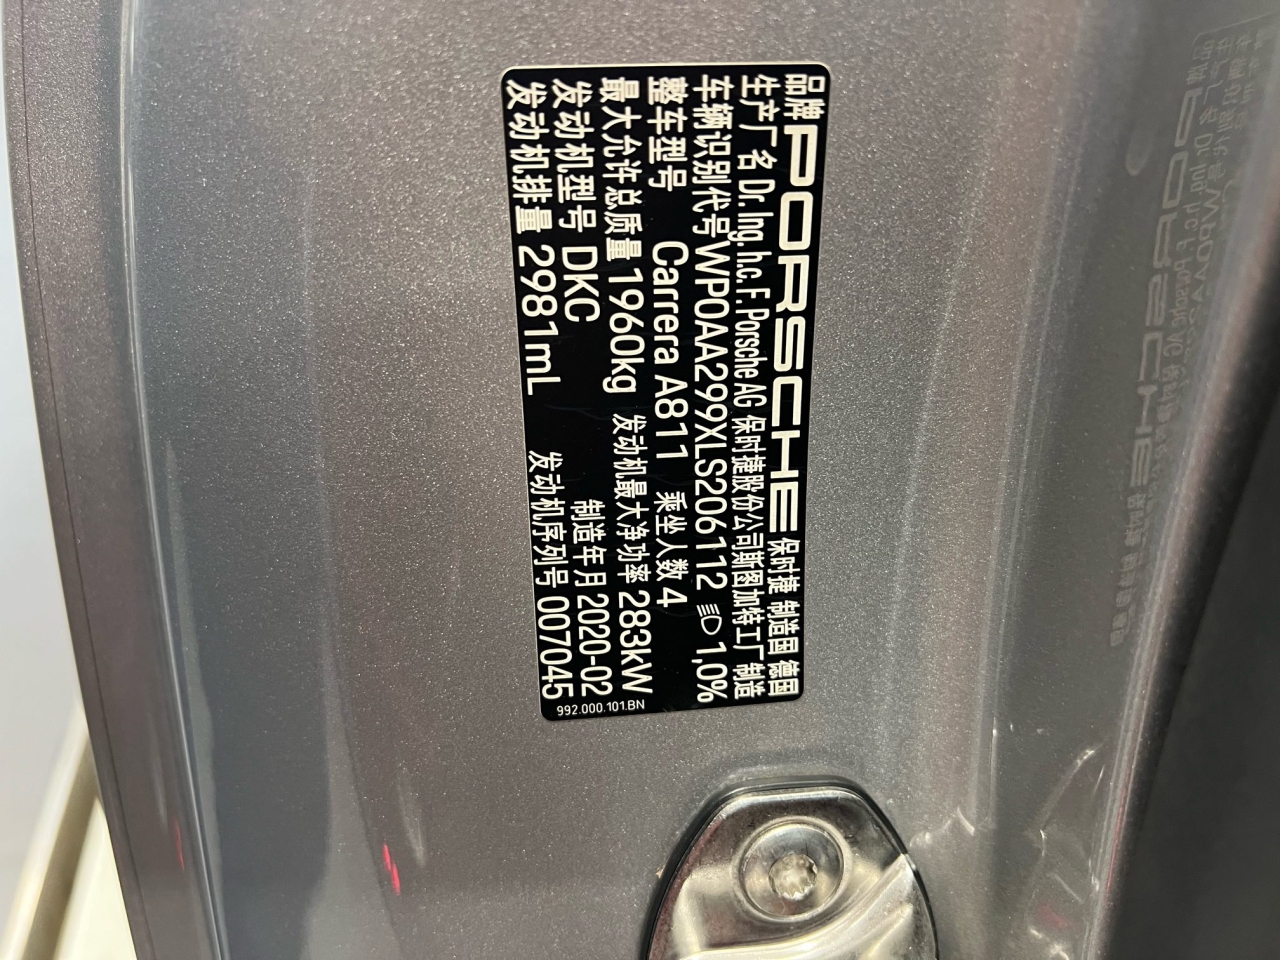 品牌 PORSCHE 保时捷 制造国 德国
生产厂名 Dr. Ing. h.c. F. Porsche AG 保时捷股份公司斯图加特工厂制造
车辆识别代号 WP0AA299XLS206112 1,0%
整车型号 Carrera A811 乘坐人数 4
最大允许总质量 1960kg 发动机最大净功率 283kW
发动机型号 DKC 制造年月 2020-02
发动机排量 2981mL 发动机序列号 007045
992.000.101.BN